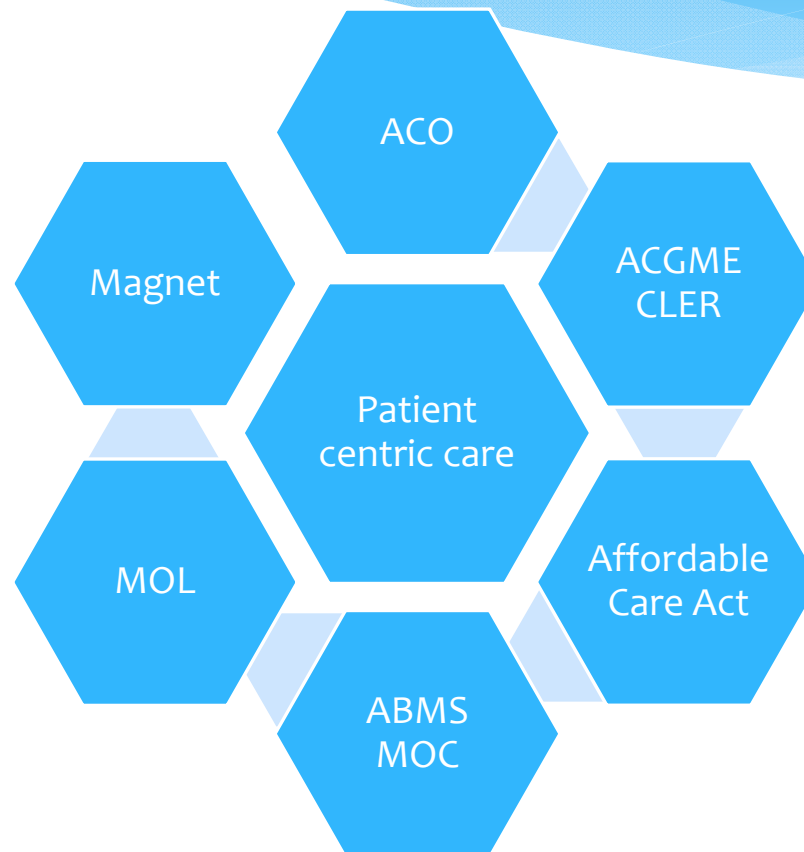 ACO
Magnet
ACGME
CLER
Patient
centric care
MOL
Affordable
Care Act
ABMS
MOC